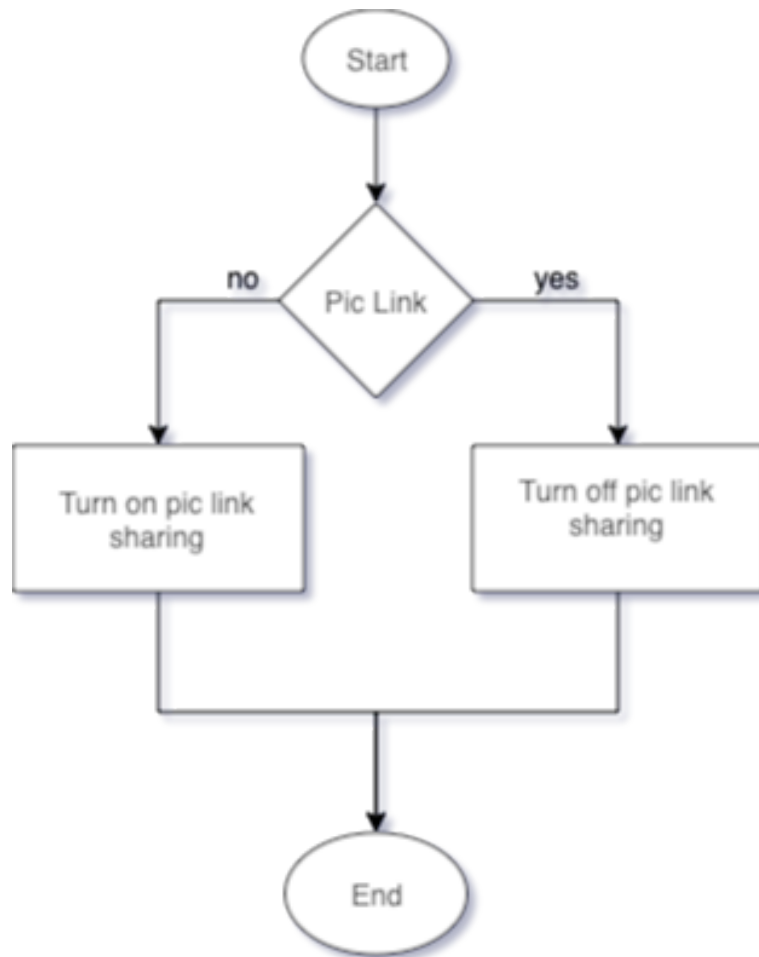 Start
no
yes
Pic Link
Turn on pic link
sharing
Turn off pic link
sharing
End